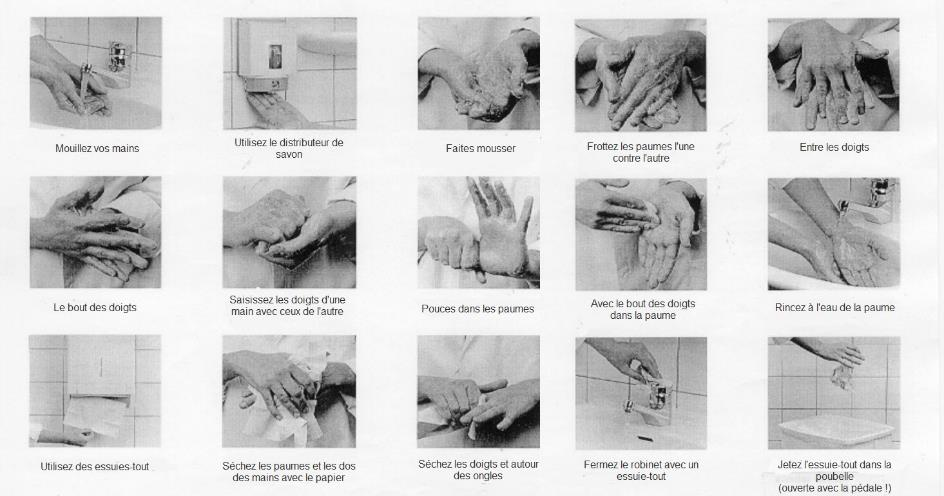 Mouillez vos mains
Utilisez le distributeur de
savon
Faites mousser
Frottez les paumes l'une
contre l'autre
Entre les doigts
Le bout des doigts
Saisissez les doigts d'une
main avec ceux de l'autre
Pouces dans les paumes
Avec le bout des doigts
dans la paume
Rincez à l'eau de la paume
Utilisez des essuies-tout
Séchez les paumes et les dos
des mains avec le papier
Séchez les doigts et autour
des ongles
Fermez le robinet avec un
essuie-tout
Jetez l'essuie-tout dans la
poubelle
(ouverte avec la pédale !)